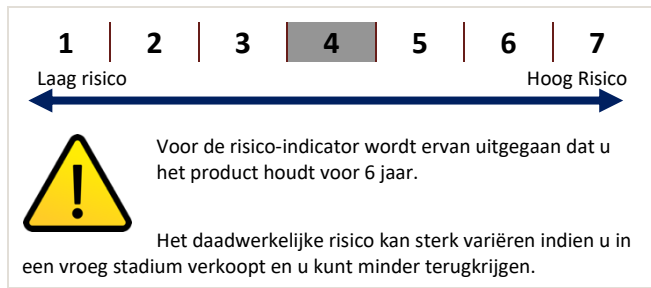 1 2 3 4 5 6 7
Laag risico Hoog Risico
Voor de risico-indicator wordt ervan uitgegaan dat u
het product houdt voor 6 jaar.
Het daadwerkelijke risico kan sterk variëren indien u in
een vroeg stadium verkoopt en u kunt minder terugkrijgen.